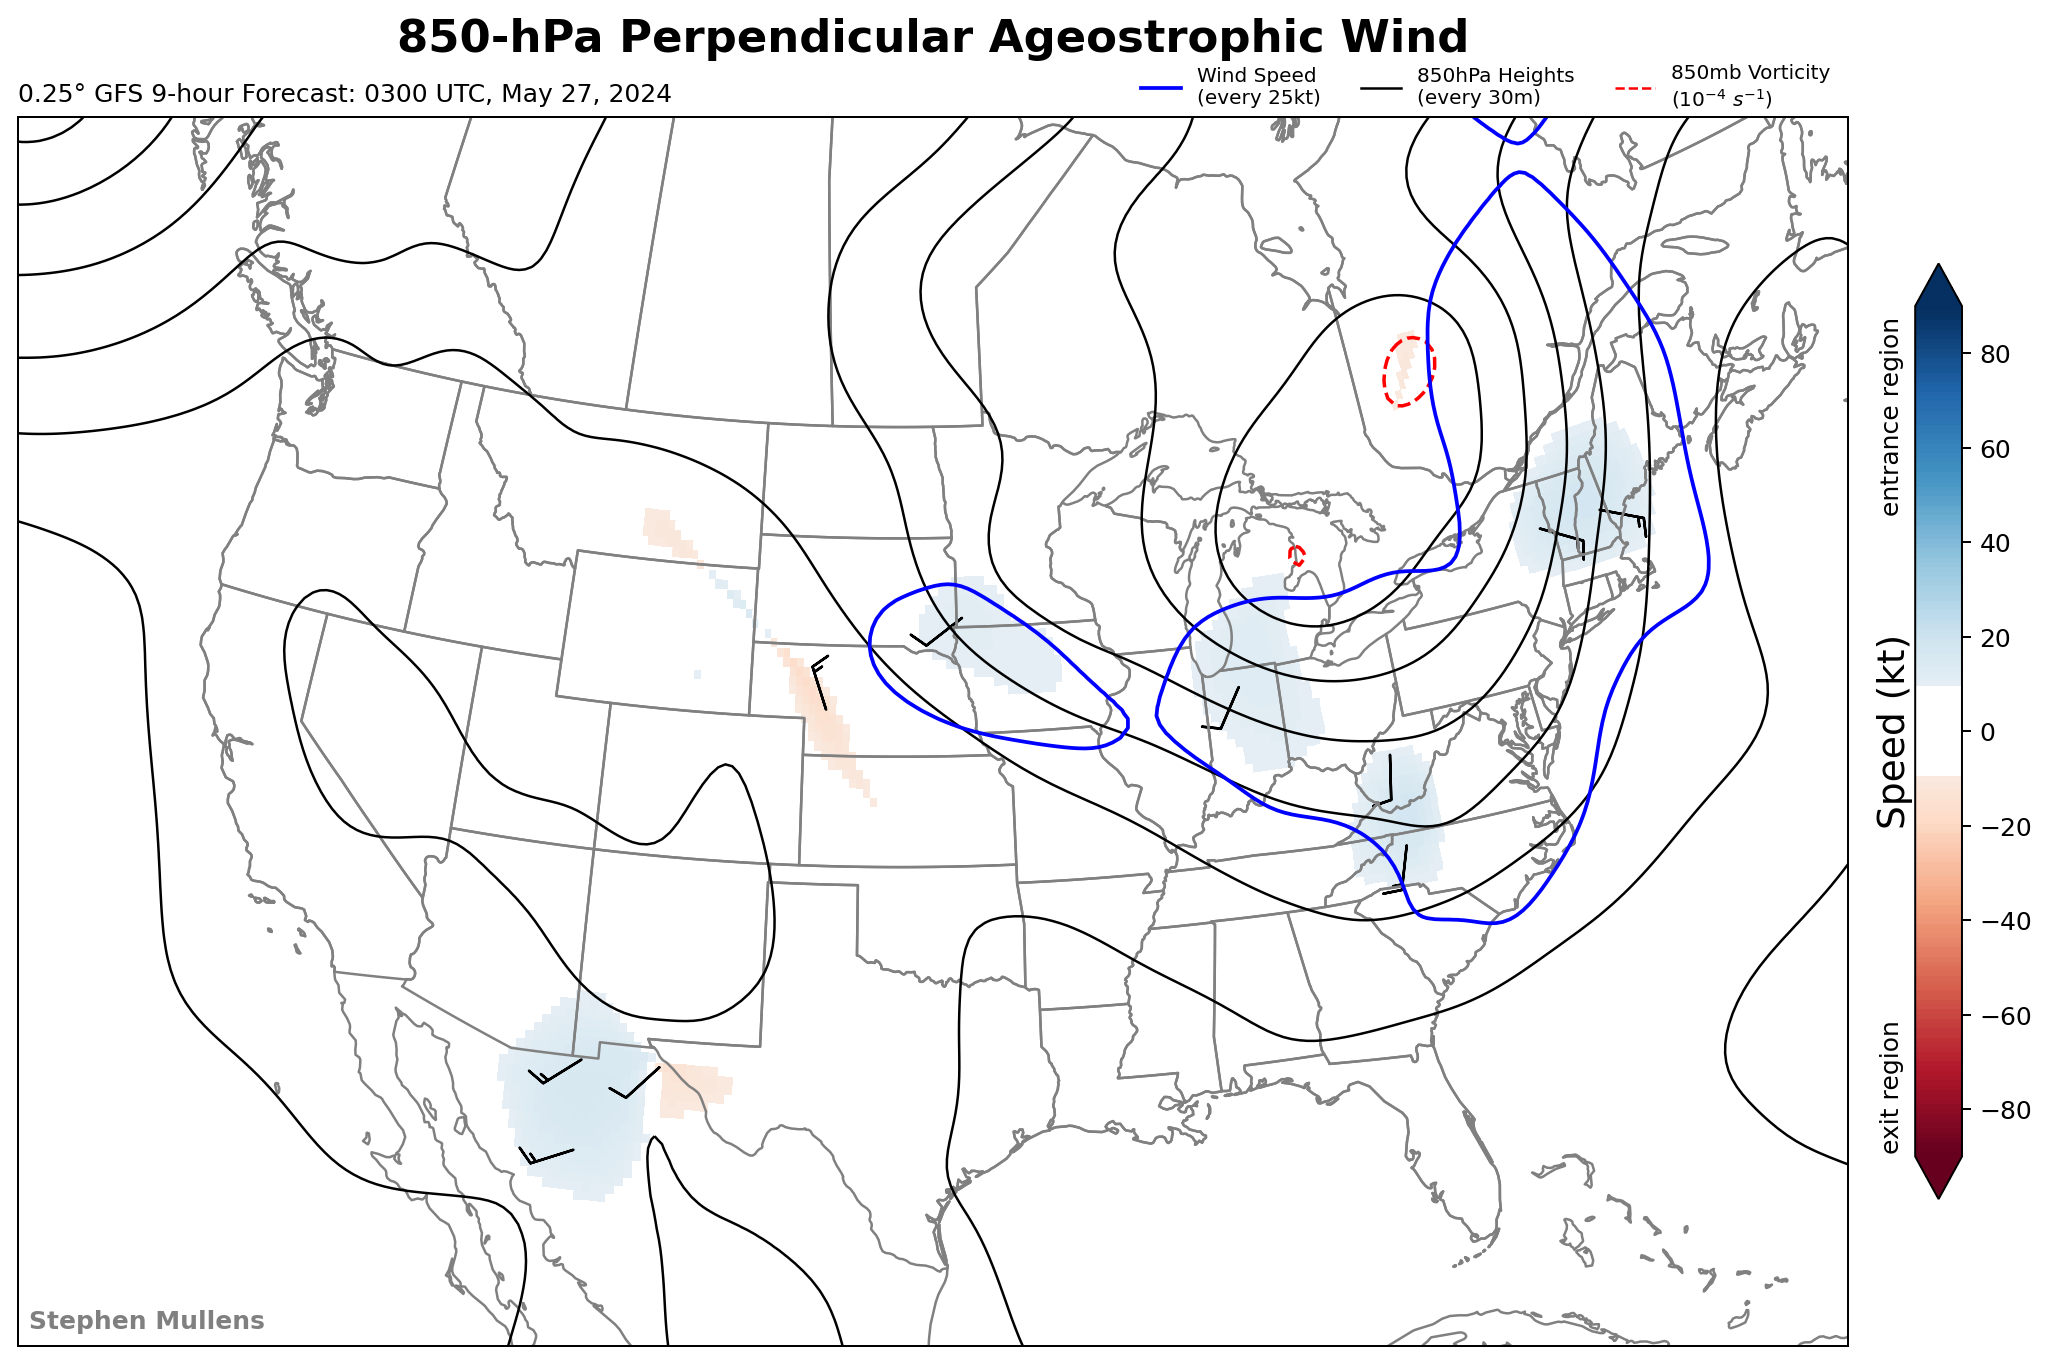 850-hPa Perpendicular Ageostrophic Wind
0.25° GFS 9-hour Forecast: 0300 UTC, May 27, 2024
Wind Speed
(every 25kt)
850hPa Heights
(every 30m)
850mb Vorticity
(10⁻⁴ s⁻¹)
entrance region
Speed (kt)
exit region
80
60
40
20
0
−20
−40
−60
−80
Stephen Mullens